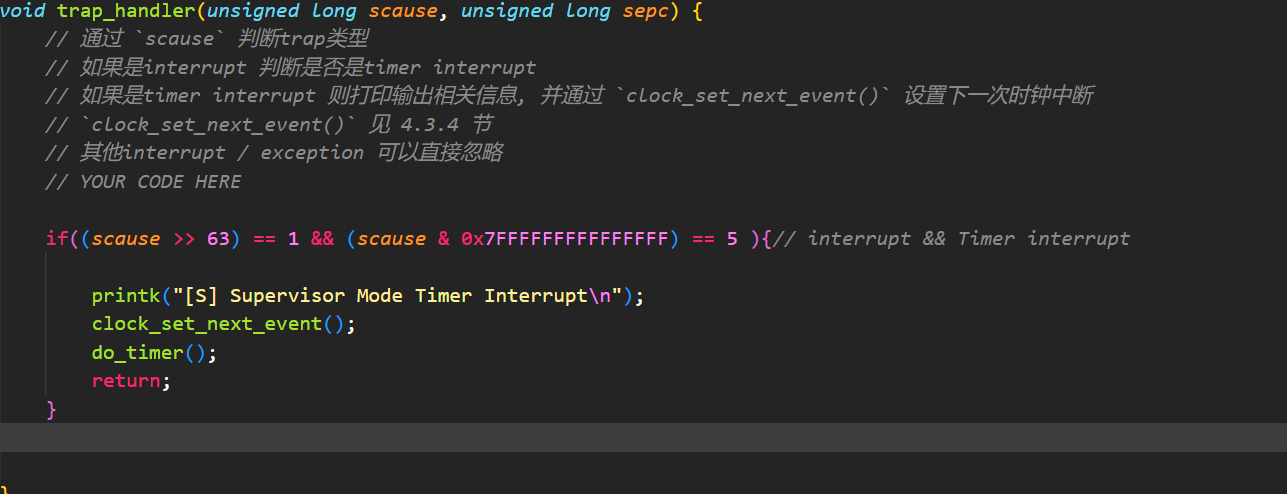 void trap_handler(unsigned long scause, unsigned long sepc) {
// 通过 `scause` 判断trap类型
// 如果是interrupt 判断是否是timer interrupt
// 如果是timer interrupt 则打印输出相关信息, 并通过 `clock_set_next_event()` 设置下一次时钟中断
// `clock_set_next_event()` 见 4.3.4 节
// 其他interrupt / exception 可以直接忽略
// YOUR CODE HERE
if((scause >> 63) == 1 && (scause & 0x7FFFFFFFFFFFFFFF) == 5 ){// interrupt && Timer interrupt
printk("[S] Supervisor Mode Timer Interrupt\n");
clock_set_next_event();
do_timer();
return;
}
}